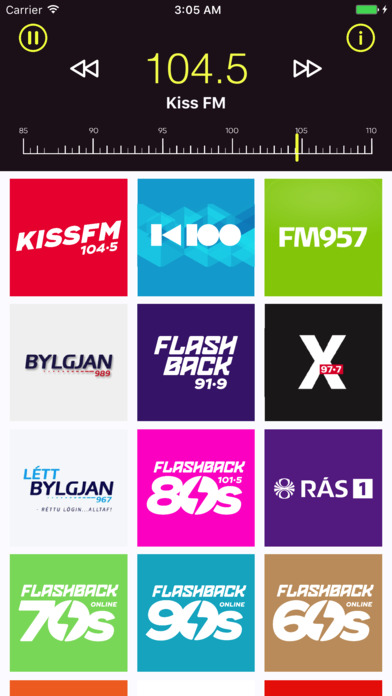 Carrier 3:05 AM
104.5
Kiss FM
85 90 95 100 105 110
KISSFM
104.5
K100
FM957
BYLGJAN
989
FLASH
BACK
91.9
X
97.7
LÉTT
BYLGJAN
967
- RÉTTU LÖGIN...ALLTAF!
FLASHBACK
101.5
80s
RÁS 1
FLASHBACK
ONLINE
70s
FLASHBACK
ONLINE
90s
FLASHBACK
ONLINE
60s